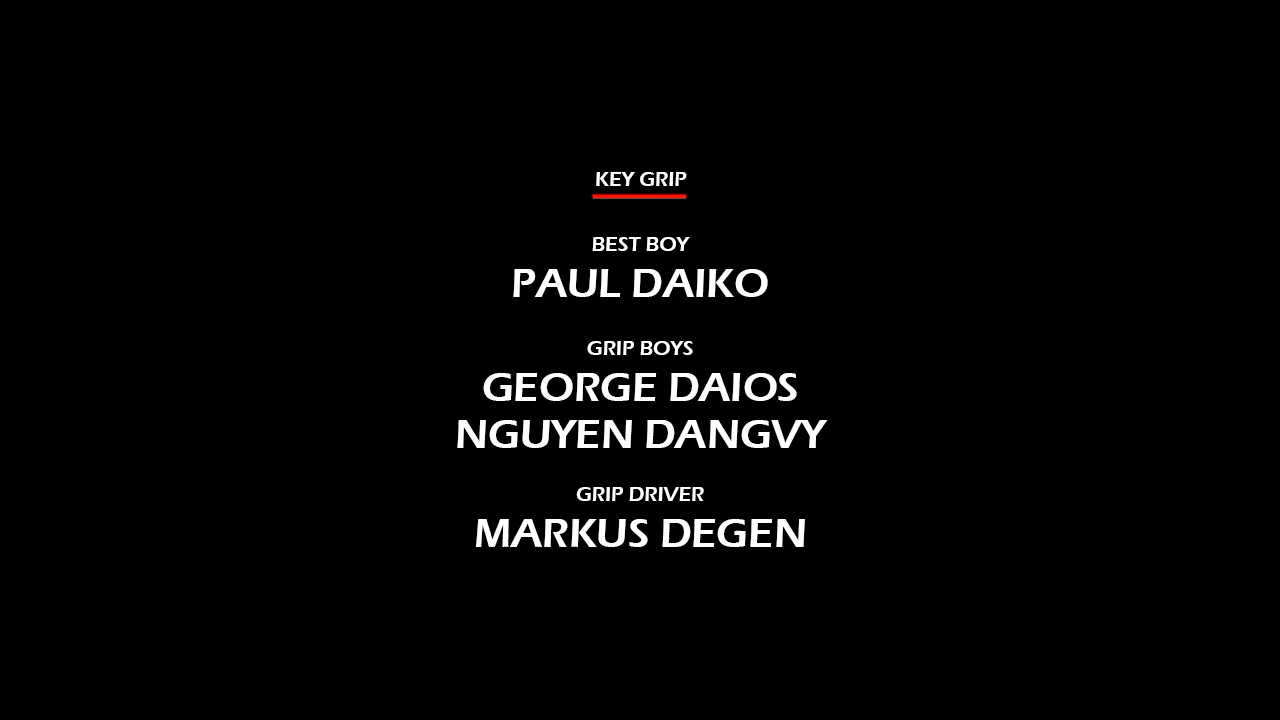 KEY GRIP
BEST BOY
PAUL DAIKO
GRIP BOYS
GEORGE DAIOS
NGUYEN DANGVY
GRIP DRIVER
MARKUS DEGEN